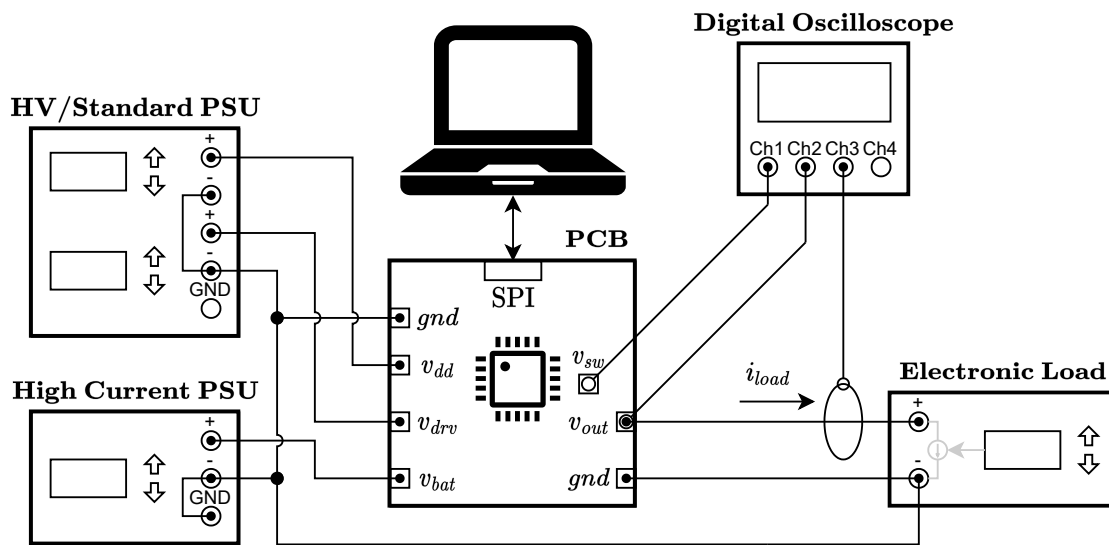 Digital Oscilloscope
Ch1 Ch2 Ch3 Ch4
HV/Standard PSU
+
-
+
-
GND
PCB
SPI
gnd
v_dd
v_drv
v_bat
v_sw
v_out
gnd
i_load
High Current PSU
+
-
GND
Electronic Load
+
-